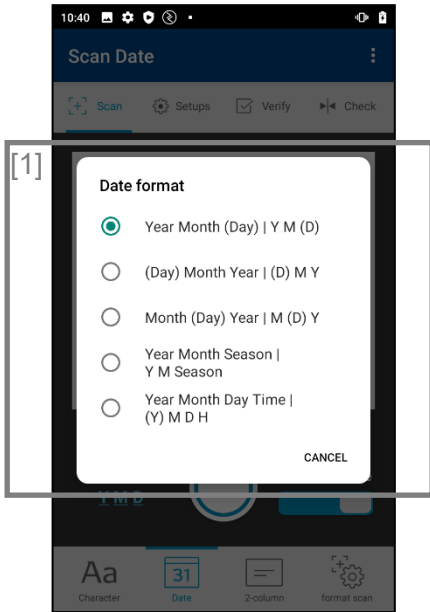 10:40
Scan Date
Scan
Setups
Verify
Check
[1]
Date format
Year Month (Day) | Y M (D)
(Day) Month Year | (D) M Y
Month (Day) Year | M (D) Y
Year Month Season |
Y M Season
Year Month Day Time |
(Y) M D H
CANCEL
Y M D
Aa
31
Character
Date
2-column
format scan